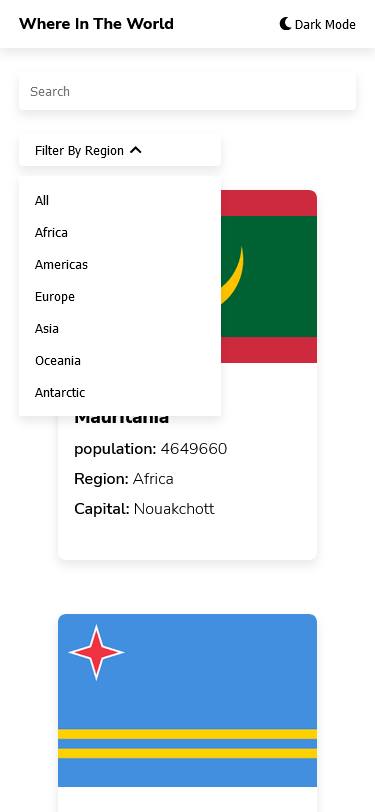 Where In The World
Dark Mode
Search
Filter By Region
All
Africa
Americas
Europe
Asia
Oceania
Antarctic
Mauritania
population: 4649660
Region: Africa
Capital: Nouakchott